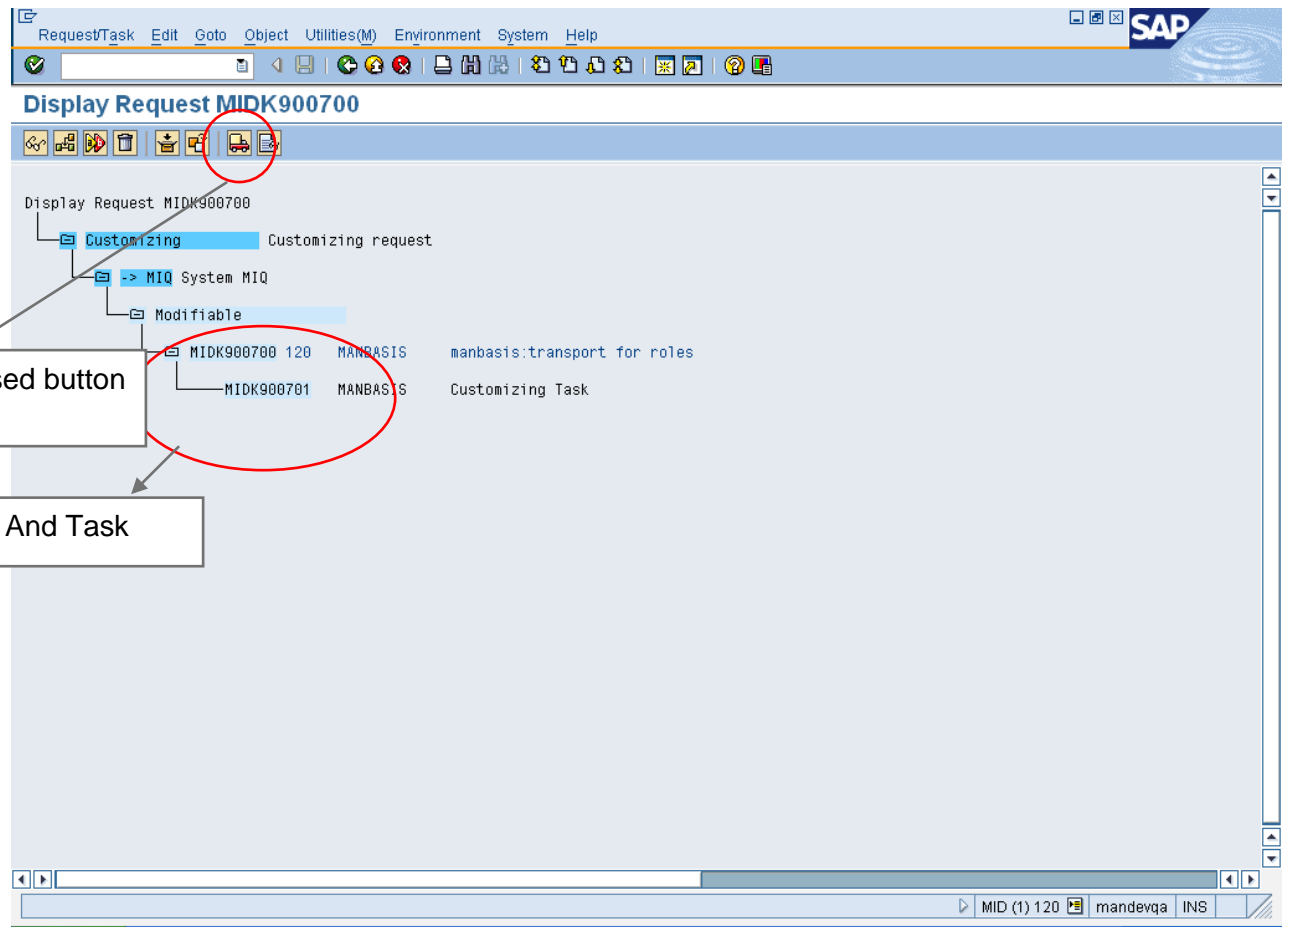 Request/Task Edit Goto Object Utilities(M) Environment System Help
SAP
Display Request MIDK900700
Display Request MIDK900700
Customizing Customizing request
-> MIQ System MIQ
Modifiable
MIDK900700 120 MANBASIS manbasis:transport for roles
sed button
MIDK900701 MANBASIS Customizing Task
And Task
MID (1) 120 mandevqa INS